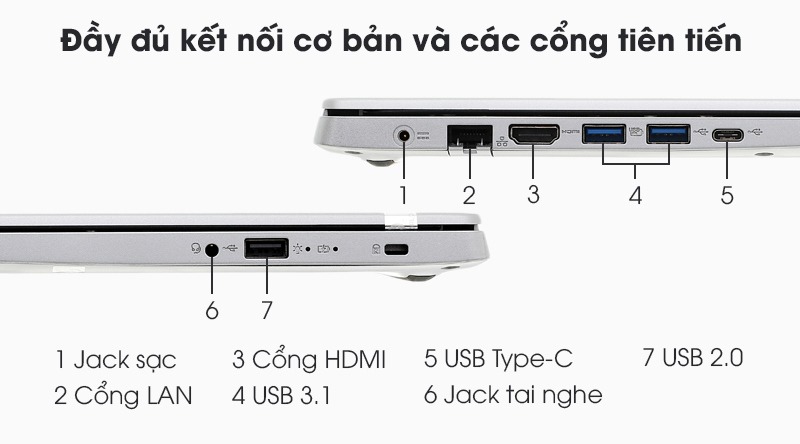 Đầy đủ kết nối cơ bản và các cổng tiên tiến
HDMI
1
2
3
4
5
6
7
1 Jack sạc
3 Cổng HDMI
5 USB Type-C
7 USB 2.0
2 Cổng LAN
4 USB 3.1
6 Jack tai nghe